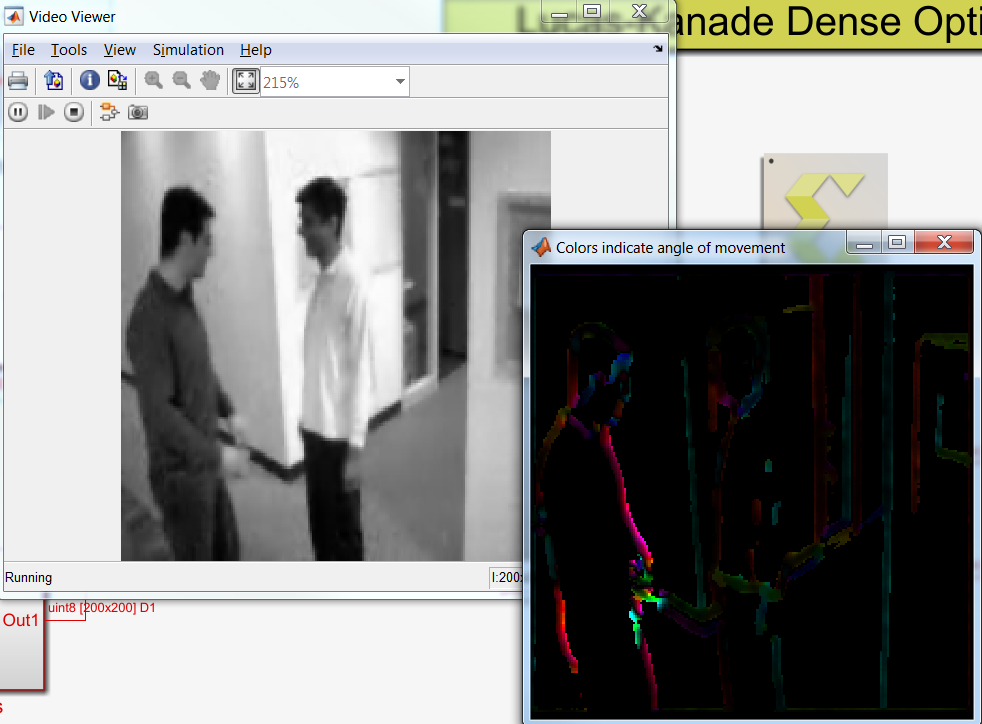 Video Viewer
Lucas-Kanade Dense Opti
File Tools View Simulation Help
215%
Colors indicate angle of movement
Running
I:200:
uint8 [200x200] D1
Out1
s